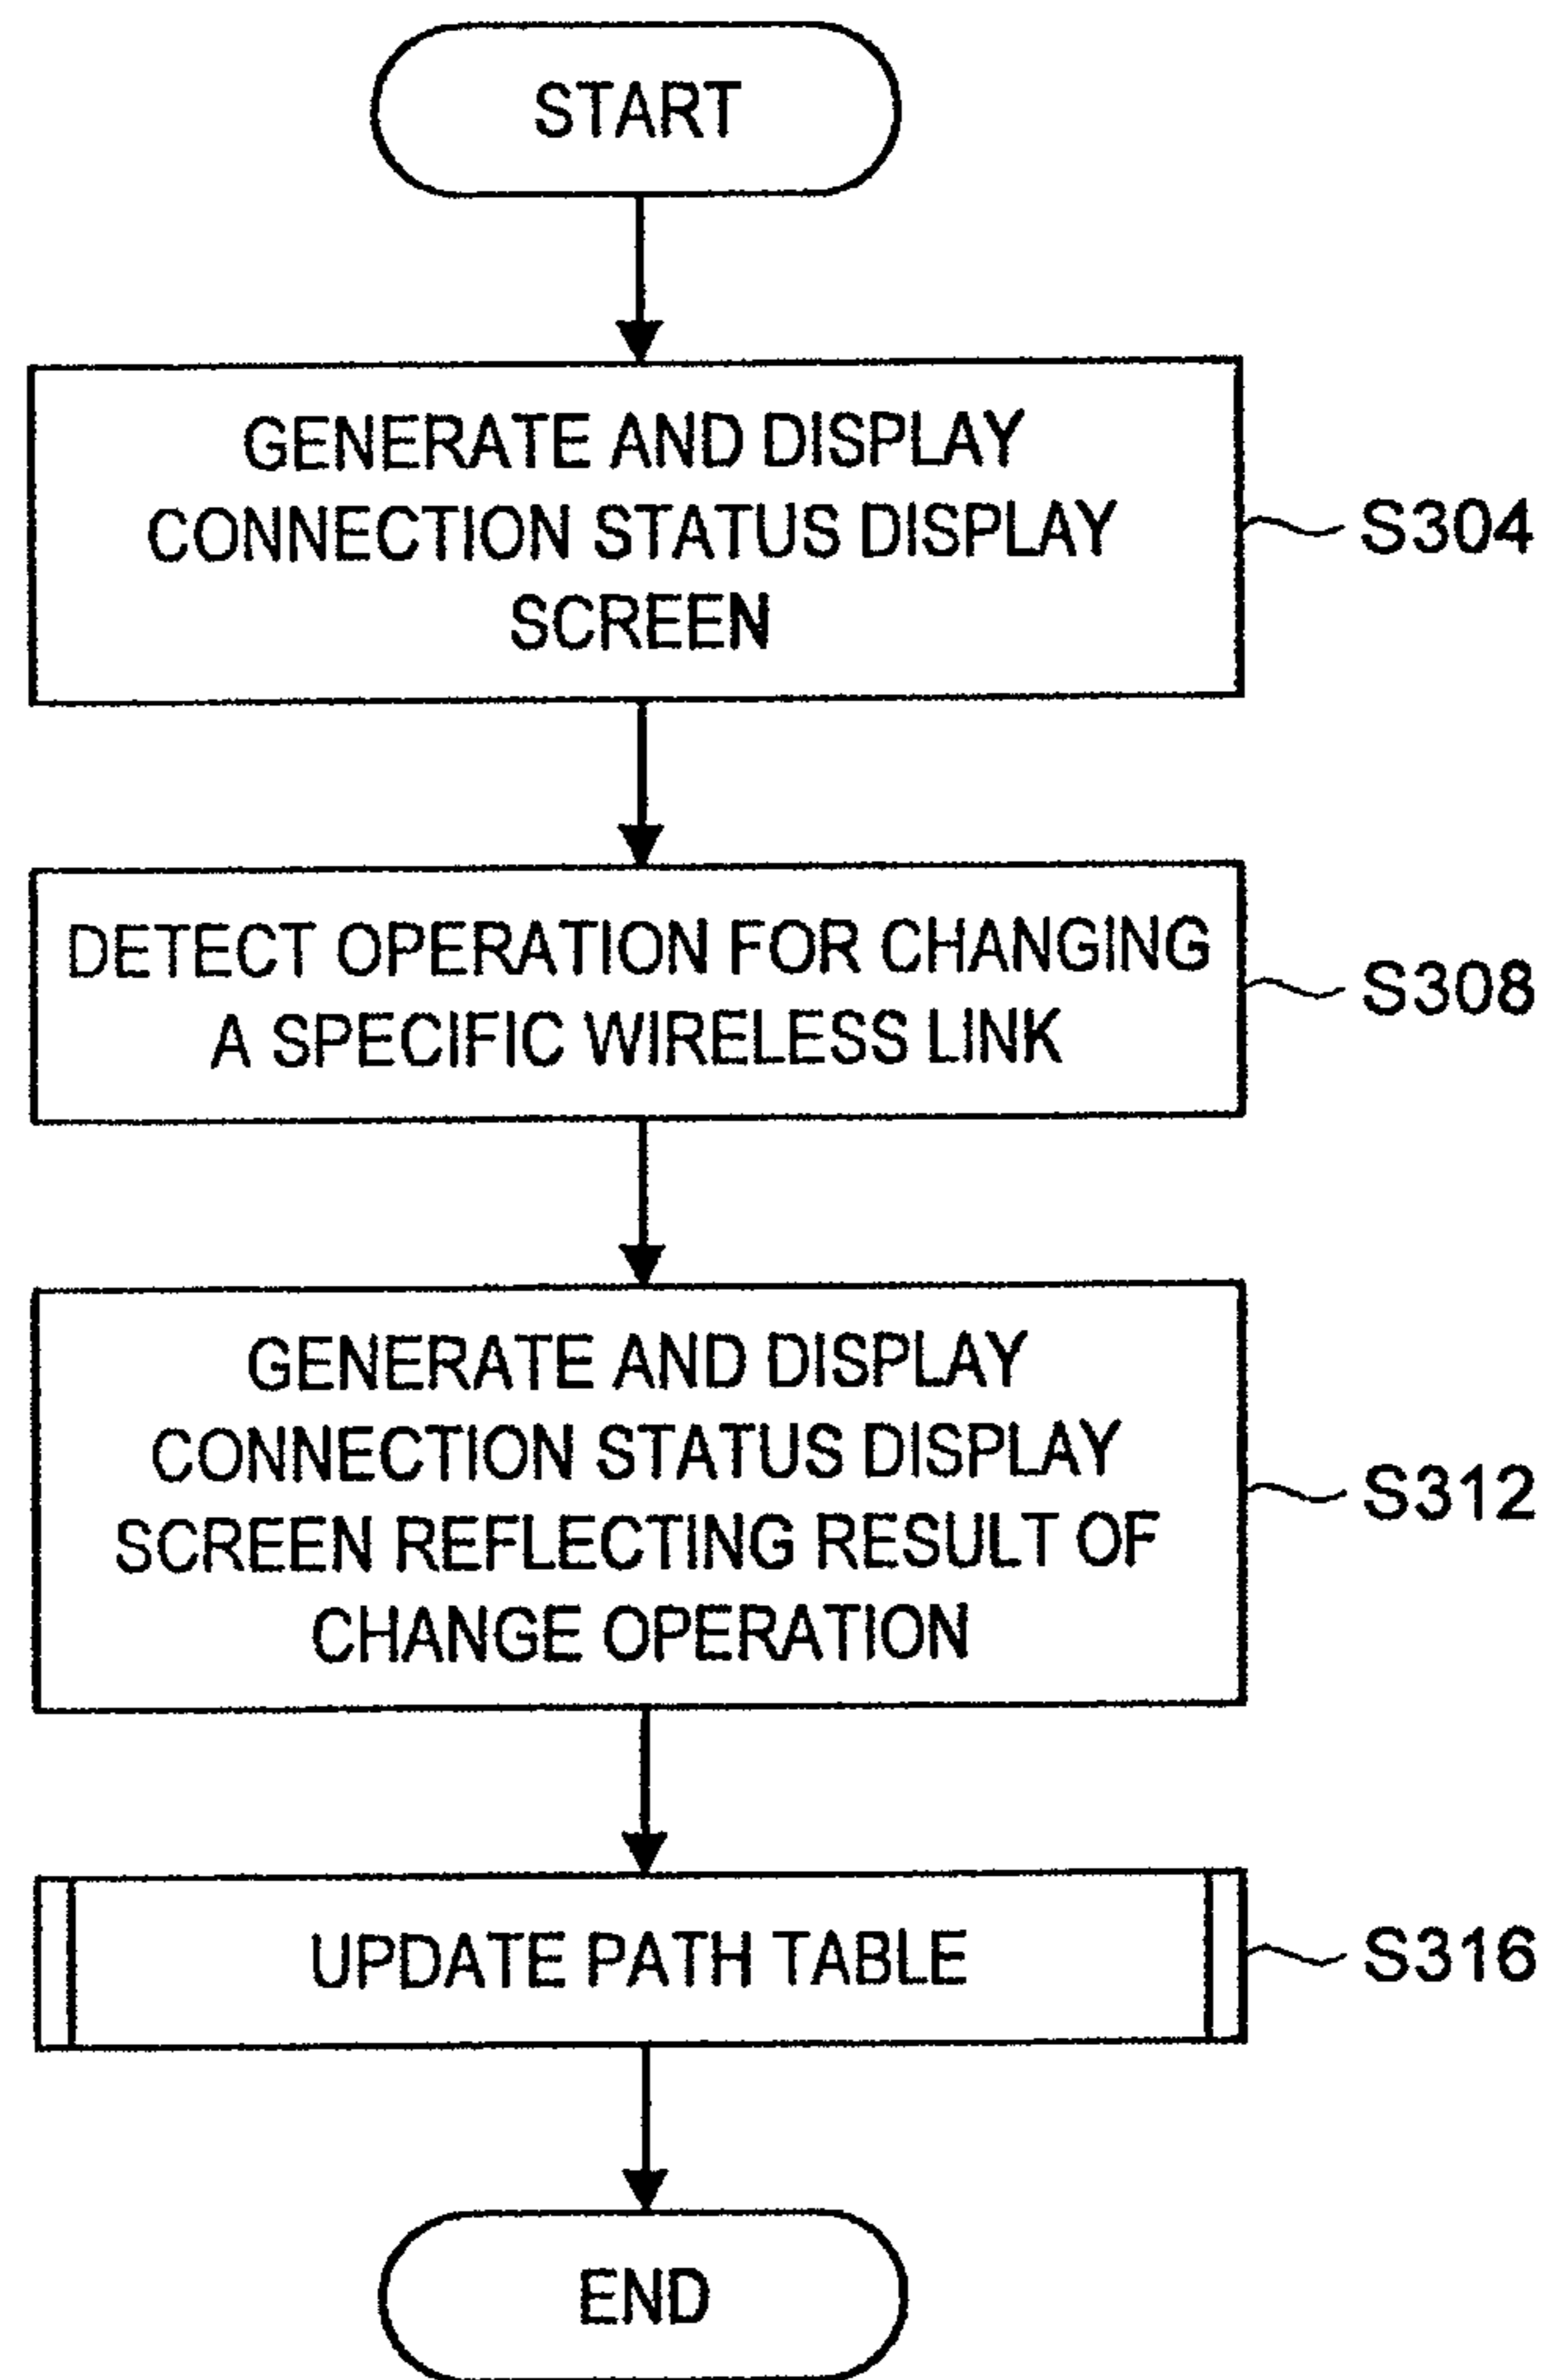 START
GENERATE AND DISPLAY
CONNECTION STATUS DISPLAY
SCREEN
S304
DETECT OPERATION FOR CHANGING
A SPECIFIC WIRELESS LINK
S308
GENERATE AND DISPLAY
CONNECTION STATUS DISPLAY
SCREEN REFLECTING RESULT OF
CHANGE OPERATION
S312
UPDATE PATH TABLE
S316
END